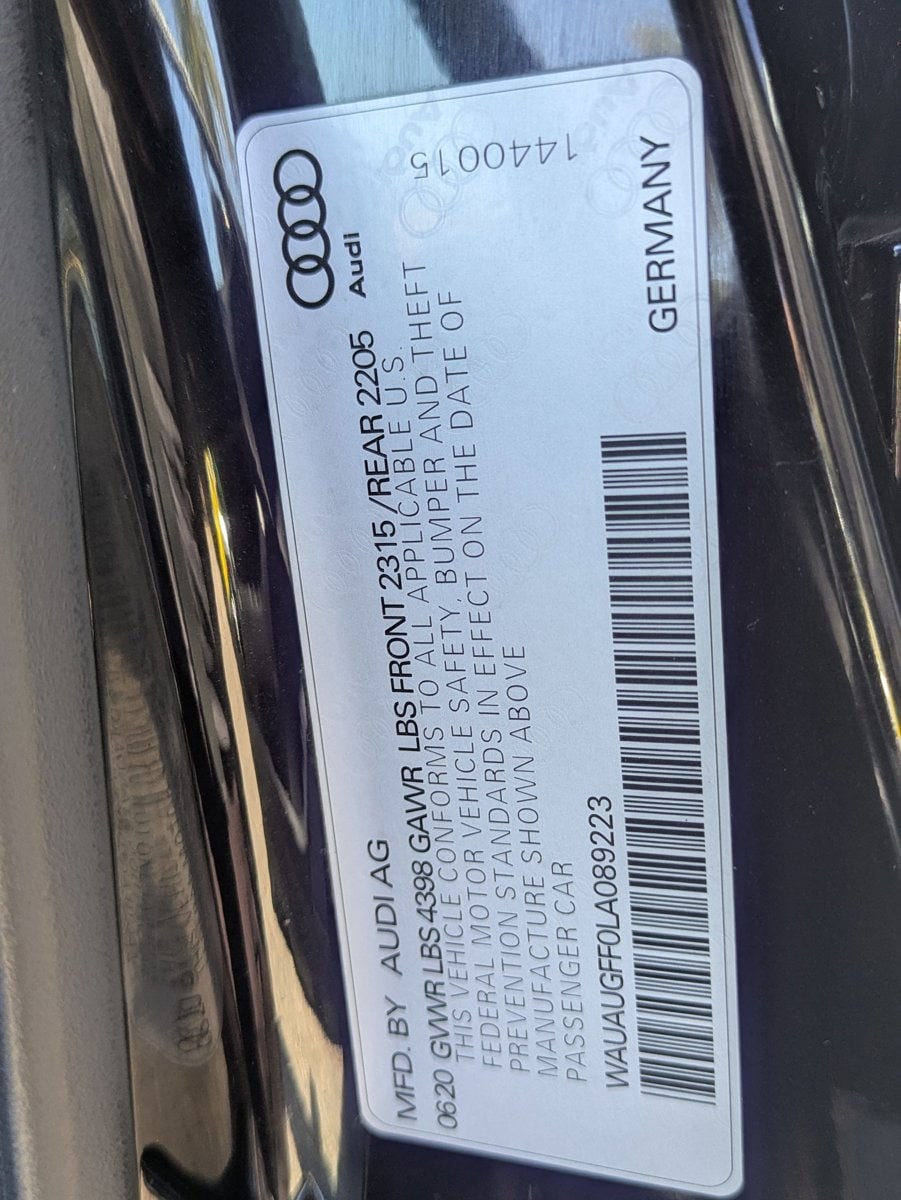 Audi
MFD. BY AUDI AG
0620 GVWR LBS 4398 GAWR LBS FRONT 2315 /REAR 2205
THIS VEHICLE CONFORMS TO ALL APPLICABLE U.S.
FEDERAL MOTOR VEHICLE SAFETY, BUMPER AND THEFT
PREVENTION STANDARDS IN EFFECT ON THE DATE OF
MANUFACTURE SHOWN ABOVE
PASSENGER CAR
1440015
WAUAUGFF0LA089223
GERMANY